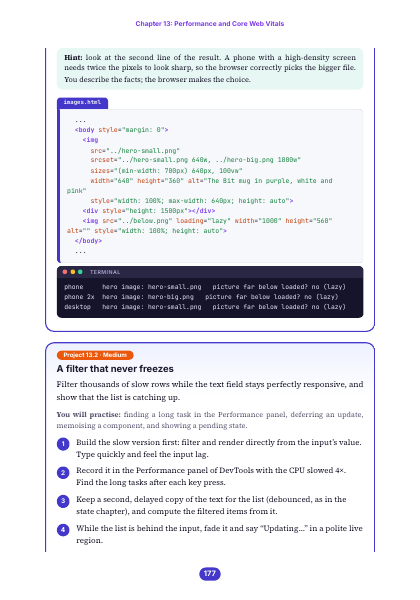 Chapter 13: Performance and Core Web Vitals
Hint: look at the second line of the result. A phone with a high-density screen
needs twice the pixels to look sharp, so the browser correctly picks the bigger file.
You describe the facts; the browser makes the choice.
images.html
...
<body style="margin: 0">
<img
src="../hero-small.png"
srcset="../hero-small.png 640w, ../hero-big.png 1080w"
sizes="(min-width: 700px) 640px, 100vw"
width="640" height="360" alt="The 8it mug in purple, white and
pink"
style="width: 100%; max-width: 640px; height: auto">
<div style="height: 1500px"></div>
<img src="../below.png" loading="lazy" width="1000" height="560"
alt="" style="width: 100%; height: auto">
</body>
...
TERMINAL
phone hero image: hero-small.png picture far below loaded? no (lazy)
phone 2x hero image: hero-big.png picture far below loaded? no (lazy)
desktop hero image: hero-small.png picture far below loaded? no (lazy)
Project 13.2 · Medium
A filter that never freezes
Filter thousands of slow rows while the text field stays perfectly responsive, and
show that the list is catching up.
You will practise: finding a long task in the Performance panel, deferring an update,
memoising a component, and showing a pending state.
1 Build the slow version first: filter and render directly from the input's value.
Type quickly and feel the input lag.
2 Record it in the Performance panel of DevTools with the CPU slowed 4×.
Find the long tasks after each key press.
3 Keep a second, delayed copy of the text for the list (debounced, as in the
state chapter), and compute the filtered items from it.
4 While the list is behind the input, fade it and say “Updating...” in a polite live
region.
177